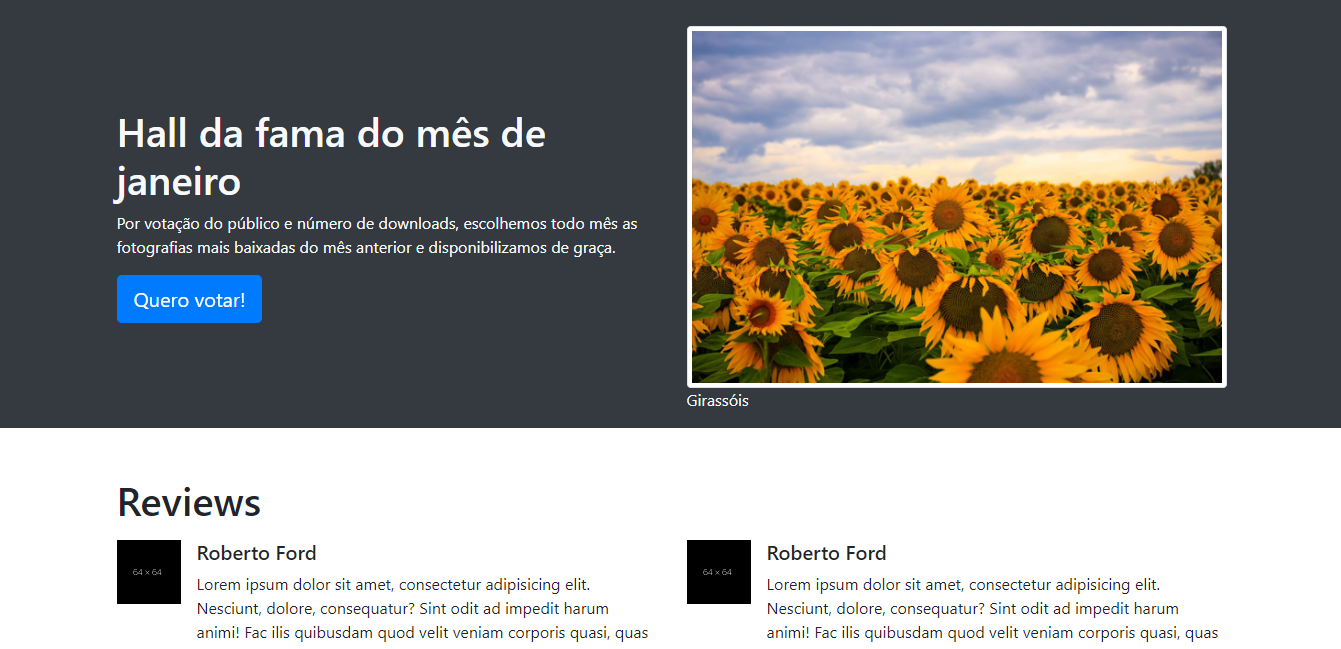 Hall da fama do mês de
janeiro
Por votação do público e número de downloads, escolhemos todo mês as
fotografias mais baixadas do mês anterior e disponibilizamos de graça.
Quero votar!
Girassóis
Reviews
64 × 64
Roberto Ford
Lorem ipsum dolor sit amet, consectetur adipisicing elit.
Nesciunt, dolore, consequatur? Sint odit ad impedit harum
animi! Fac ilis quibusdam quod velit veniam corporis quasi, quas
64 × 64
Roberto Ford
Lorem ipsum dolor sit amet, consectetur adipisicing elit.
Nesciunt, dolore, consequatur? Sint odit ad impedit harum
animi! Fac ilis quibusdam quod velit veniam corporis quasi, quas